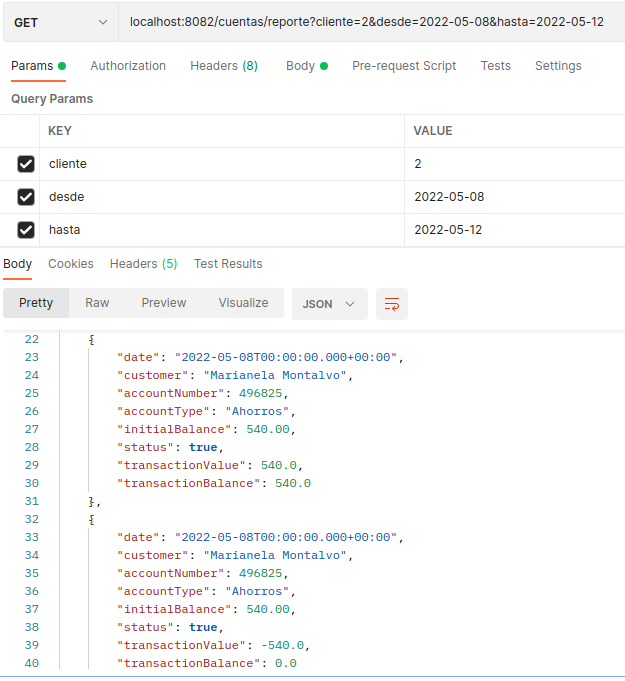 GET localhost:8082/cuentas/reporte?cliente=2&desde=2022-05-08&hasta=2022-05-12
Params Authorization Headers (8) Body Pre-request Script Tests Settings
Query Params
KEY VALUE
cliente 2
desde 2022-05-08
hasta 2022-05-12
Body Cookies Headers (5) Test Results
Pretty Raw Preview Visualize JSON
22 {
23 "date": "2022-05-08T00:00:00.000+00:00",
24 "customer": "Marianela Montalvo",
25 "accountNumber": 496825,
26 "accountType": "Ahorros",
27 "initialBalance": 540.00,
28 "status": true,
29 "transactionValue": 540.0,
30 "transactionBalance": 540.0
31 },
32 {
33 "date": "2022-05-08T00:00:00.000+00:00",
34 "customer": "Marianela Montalvo",
35 "accountNumber": 496825,
36 "accountType": "Ahorros",
37 "initialBalance": 540.00,
38 "status": true,
39 "transactionValue": -540.0,
40 "transactionBalance": 0.0